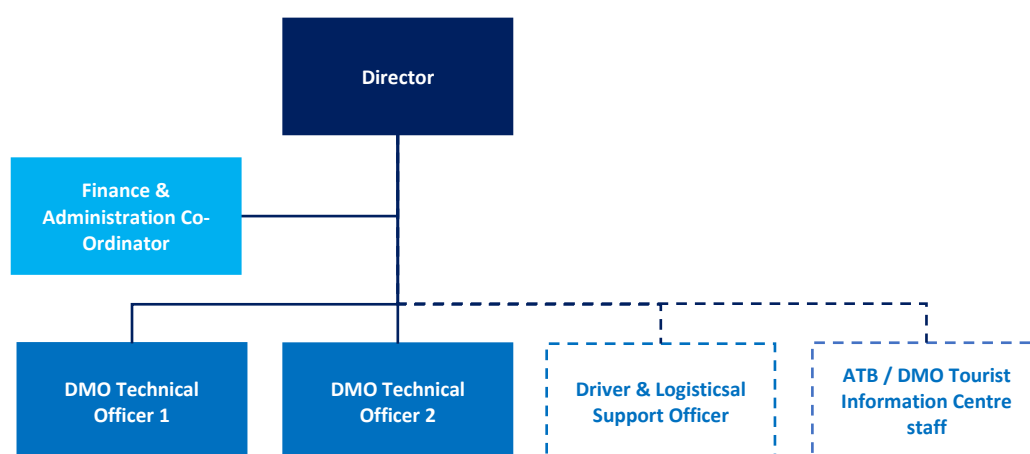 Director
Finance &
Administration Co-
Ordinator
DMO Technical
Officer 1
DMO Technical
Officer 2
Driver & Logisticsal
Support Officer
ATB / DMO Tourist
Information Centre
staff